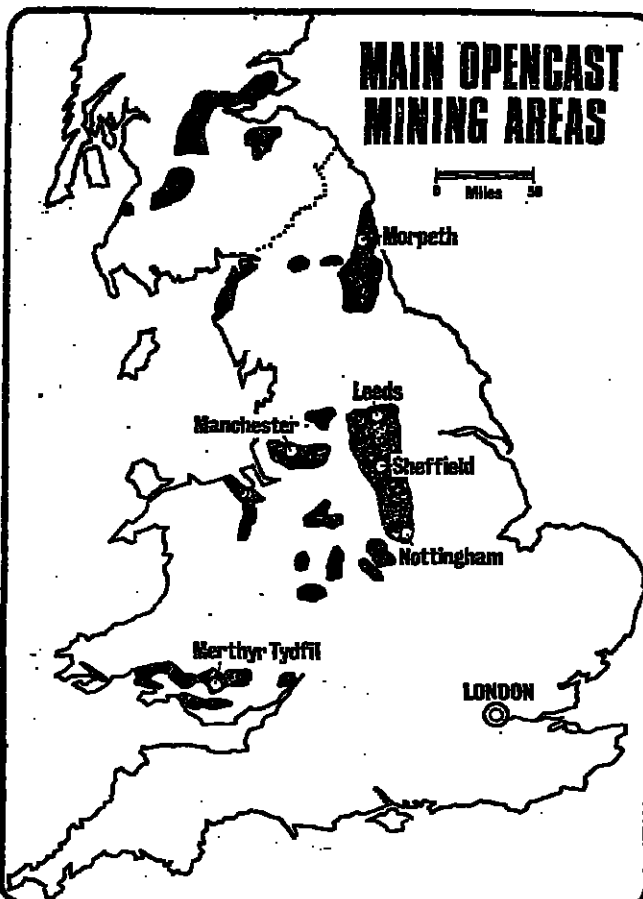 MAIN OPENCAST
MINING AREAS
0 Miles 50
Morpeth
Leeds
Manchester
Sheffield
Nottingham
Merthyr Tydfil
LONDON